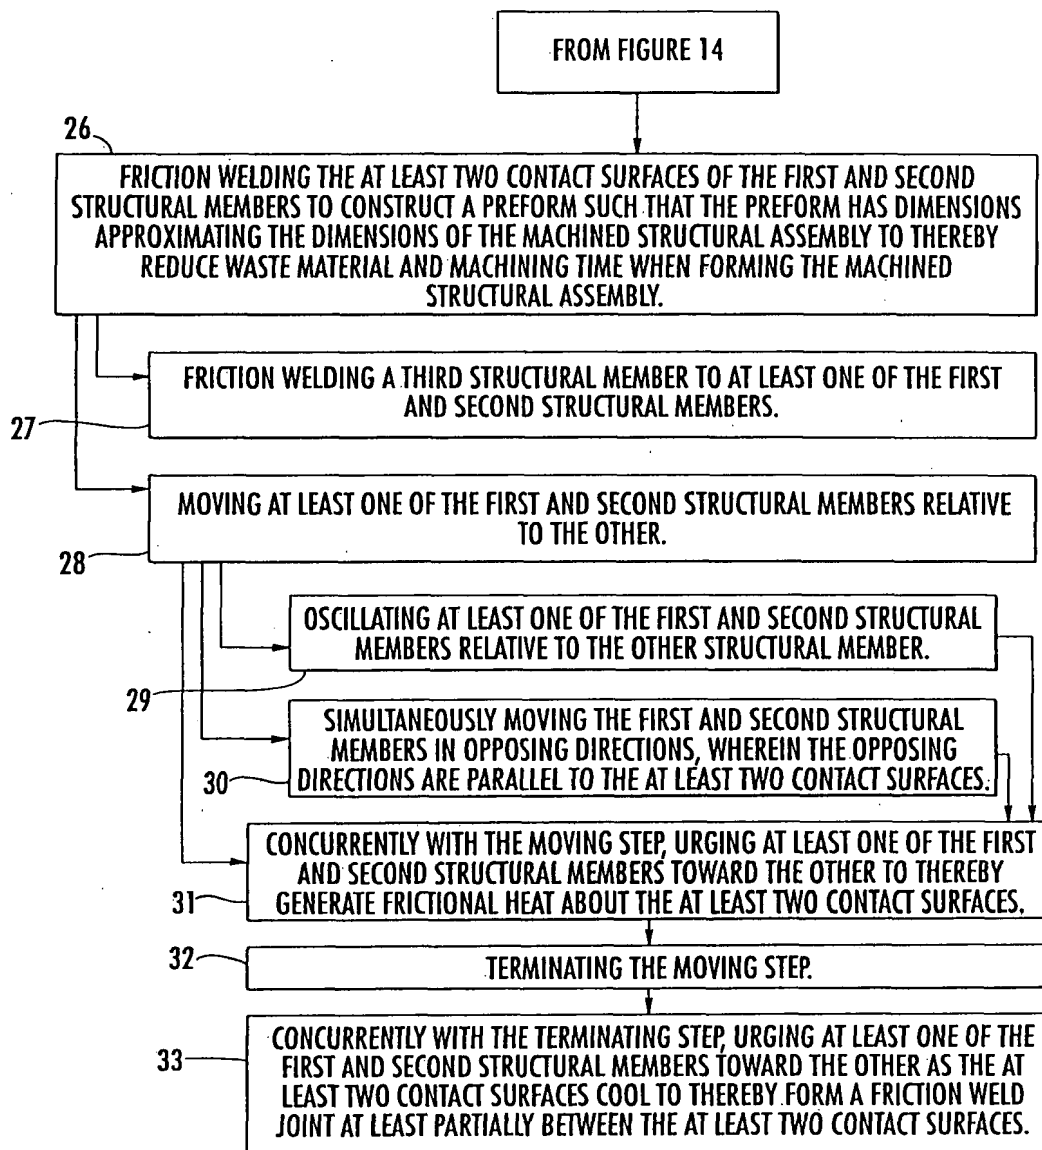 FROM FIGURE 14
26
FRICTION WELDING THE AT LEAST TWO CONTACT SURFACES OF THE FIRST AND SECOND
STRUCTURAL MEMBERS TO CONSTRUCT A PREFORM SUCH THAT THE PREFORM HAS DIMENSIONS
APPROXIMATING THE DIMENSIONS OF THE MACHINED STRUCTURAL ASSEMBLY TO THEREBY
REDUCE WASTE MATERIAL AND MACHINING TIME WHEN FORMING THE MACHINED
STRUCTURAL ASSEMBLY.
FRICTION WELDING A THIRD STRUCTURAL MEMBER TO AT LEAST ONE OF THE FIRST
AND SECOND STRUCTURAL MEMBERS.
27
MOVING AT LEAST ONE OF THE FIRST AND SECOND STRUCTURAL MEMBERS RELATIVE
TO THE OTHER.
28
OSCILLATING AT LEAST ONE OF THE FIRST AND SECOND STRUCTURAL
MEMBERS RELATIVE TO THE OTHER STRUCTURAL MEMBER.
29
SIMULTANEOUSLY MOVING THE FIRST AND SECOND STRUCTURAL
MEMBERS IN OPPOSING DIRECTIONS, WHEREIN THE OPPOSING
DIRECTIONS ARE PARALLEL TO THE AT LEAST TWO CONTACT SURFACES.
30
CONCURRENTLY WITH THE MOVING STEP, URGING AT LEAST ONE OF THE FIRST
AND SECOND STRUCTURAL MEMBERS TOWARD THE OTHER TO THEREBY
GENERATE FRICTIONAL HEAT ABOUT THE AT LEAST TWO CONTACT SURFACES.
31
32
TERMINATING THE MOVING STEP.
33
CONCURRENTLY WITH THE TERMINATING STEP, URGING AT LEAST ONE OF THE
FIRST AND SECOND STRUCTURAL MEMBERS TOWARD THE OTHER AS THE AT
LEAST TWO CONTACT SURFACES COOL TO THEREBY FORM A FRICTION WELD
JOINT AT LEAST PARTIALLY BETWEEN THE AT LEAST TWO CONTACT SURFACES.